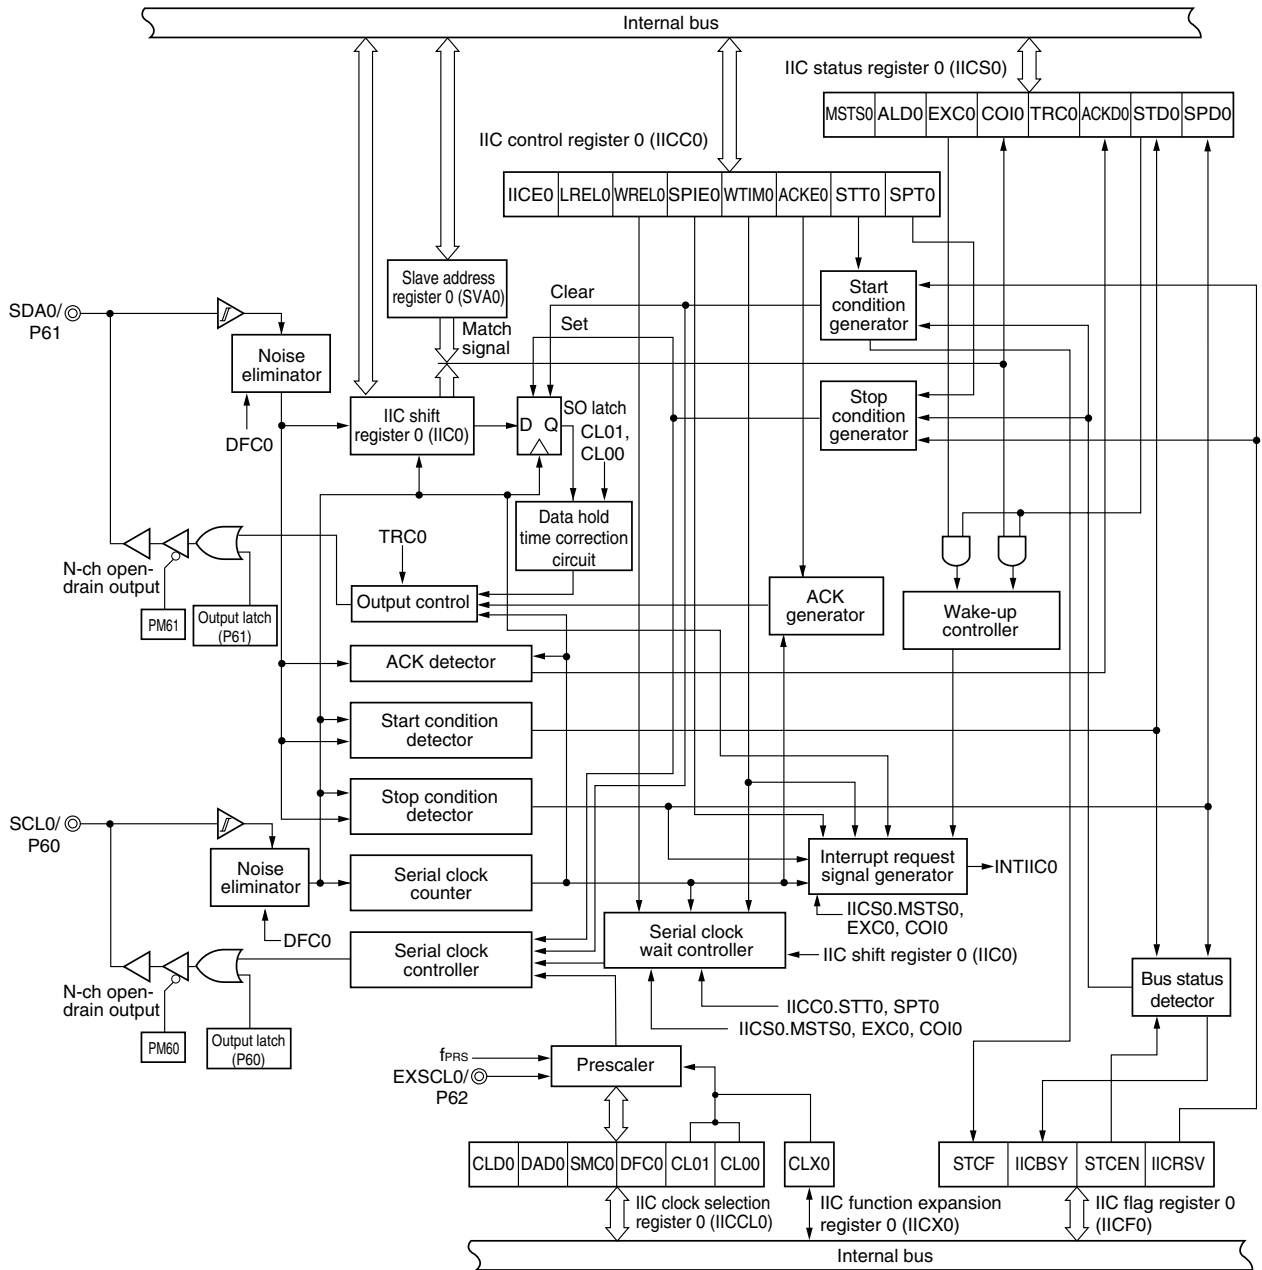 Internal bus
IIC status register 0 (IICS0)
MSTS0 ALD0 EXC0 COI0 TRC0 ACKD0 STD0 SPD0
IIC control register 0 (IICC0)
IICE0 LREL0 WREL0 SPIE0 WTIM0 ACKE0 STT0 SPT0
Slave address
register 0 (SVA0)
Clear
Set
Match
signal
Start
condition
generator
SDA0/
P61
Noise
eliminator
DFC0
IIC shift
register 0 (IIC0)
D Q
SO latch
CL01,
CL00
Stop
condition
generator
Data hold
time correction
circuit
TRC0
N-ch open-
drain output
PM61
Output latch
(P61)
Output control
ACK
generator
Wake-up
controller
ACK detector
Start condition
detector
Stop condition
detector
SCL0/
P60
Noise
eliminator
DFC0
Serial clock
counter
Interrupt request
signal generator
INTIIC0
IICS0.MSTS0,
EXC0, COI0
Serial clock
controller
Serial clock
wait controller
IIC shift register 0 (IIC0)
Bus status
detector
N-ch open-
drain output
PM60
Output latch
(P60)
IICC0.STT0, SPT0
IICS0.MSTS0, EXC0, COI0
fPRS
EXSCL0/
P62
Prescaler
CLD0 DAD0 SMC0 DFC0 CL01 CL00
CLX0
STCF IICBSY STCEN IICRSV
IIC clock selection
register 0 (IICCL0)
IIC function expansion
register 0 (IICX0)
IIC flag register 0
(IICF0)
Internal bus